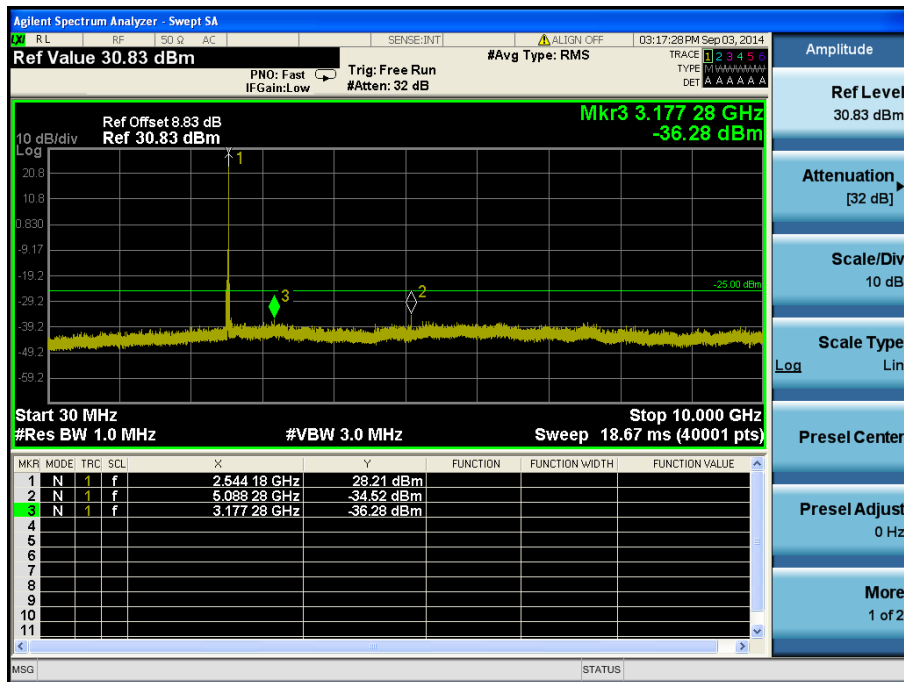 Agilent Spectrum Analyzer - Swept SA
LXI RL RF 50 Ω AC SENSE:INT ALIGN OFF 03:17:28 PM Sep 03, 2014
Ref Value 30.83 dBm
PNO: Fast
IFGain:Low
Trig: Free Run
#Atten: 32 dB
#Avg Type: RMS
TRACE 1 2 3 4 5 6
TYPE M W W W W W
DET A A A A A A
Ref Offset 8.83 dB
10 dB/div Ref 30.83 dBm
Log
Mkr3 3.177 28 GHz
-36.28 dBm
1
20.8
10.8
0.830
-9.17
-19.2
-25.00 dBm
3
2
-29.2
-39.2
-49.2
-59.2
Start 30 MHz Stop 10.000 GHz
#Res BW 1.0 MHz #VBW 3.0 MHz Sweep 18.67 ms (40001 pts)
MKR MODE TRC SCL X Y FUNCTION FUNCTION WIDTH FUNCTION VALUE
1 N 1 f 2.544 18 GHz 28.21 dBm
2 N 1 f 5.088 28 GHz -34.52 dBm
3 N 1 f 3.177 28 GHz -36.28 dBm
4
5
6
7
8
9
10
11
MSG STATUS
Amplitude
Ref Level
30.83 dBm
Attenuation
[32 dB]
Scale/Div
10 dB
Scale Type
Log Lin
Presel Center
Presel Adjust
0 Hz
More
1 of 2